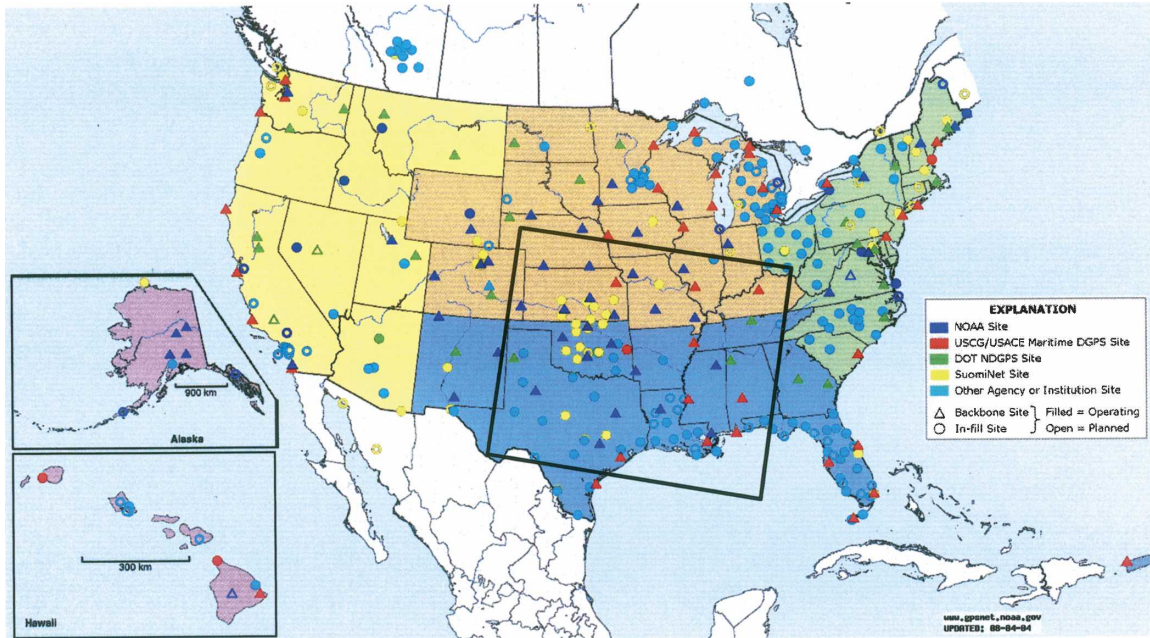 EXPLANATION
NOAA Site
USCG/USACE Maritime DGPS Site
DOT NDGPS Site
SuomiNet Site
Other Agency or Institution Site
Backbone Site
In-fill Site
Filled = Operating
Open = Planned
900 km
Alaska
300 km
Hawaii
www.gpsnet.noaa.gov
UPDATED; 08-04-04